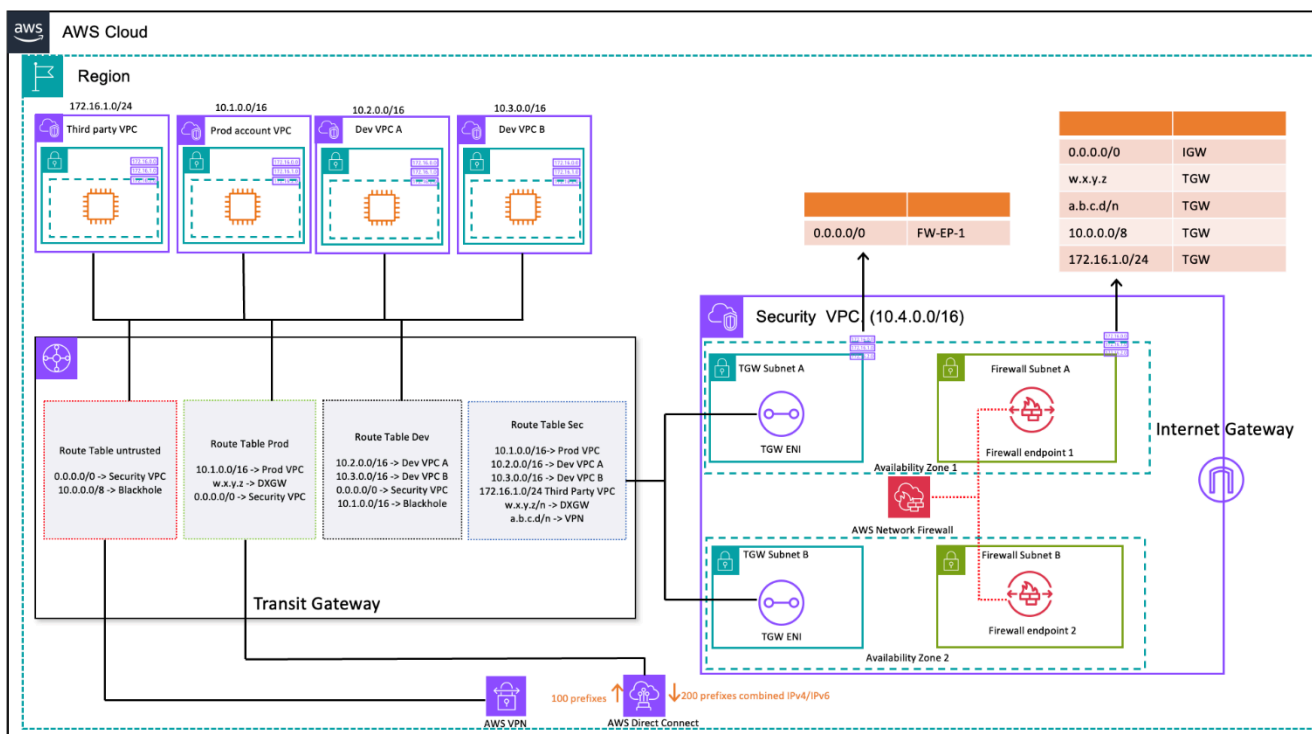 aws
AWS Cloud
Region
172.16.1.0/24
10.1.0.0/16
10.2.0.0/16
10.3.0.0/16
Third party VPC
Prod account VPC
Dev VPC A
Dev VPC B
0.0.0.0/0 IGW
w.x.y.z TGW
a.b.c.d/n TGW
10.0.0.0/8 TGW
172.16.1.0/24 TGW
0.0.0.0/0 FW-EP-1
Security VPC (10.4.0.0/16)
TGW Subnet A
TGW ENI
Firewall Subnet A
Firewall endpoint 1
Availability Zone 1
Internet Gateway
AWS Network Firewall
TGW Subnet B
TGW ENI
Firewall Subnet B
Firewall endpoint 2
Availability Zone 2
Route Table untrusted
0.0.0.0/0 -> Security VPC
10.0.0.0/8 -> Blackhole
Route Table Prod
10.1.0.0/16 -> Prod VPC
w.x.y.z -> DXGW
0.0.0.0/0 -> Security VPC
Route Table Dev
10.2.0.0/16 -> Dev VPC A
10.3.0.0/16 -> Dev VPC B
0.0.0.0/0 -> Security VPC
10.1.0.0/16 -> Blackhole
Route Table Sec
10.1.0.0/16-> Prod VPC
10.2.0.0/16 -> Dev VPC A
10.3.0.0/16 -> Dev VPC B
172.16.1.0/24 Third Party VPC
w.x.y.z/n -> DXGW
a.b.c.d/n -> VPN
Transit Gateway
AWS VPN
100 prefixes
200 prefixes combined IPv4/IPv6
AWS Direct Connect